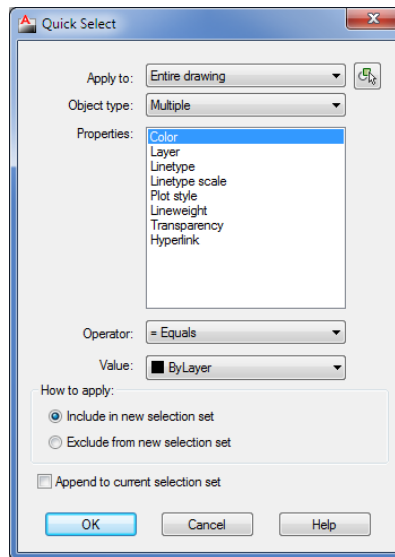 Quick Select
Apply to: Entire drawing
Object type: Multiple
Properties: Color
Layer
Linetype
Linetype scale
Plot style
Lineweight
Transparency
Hyperlink
Operator: = Equals
Value: ByLayer
How to apply:
Include in new selection set
Exclude from new selection set
Append to current selection set
OK Cancel Help